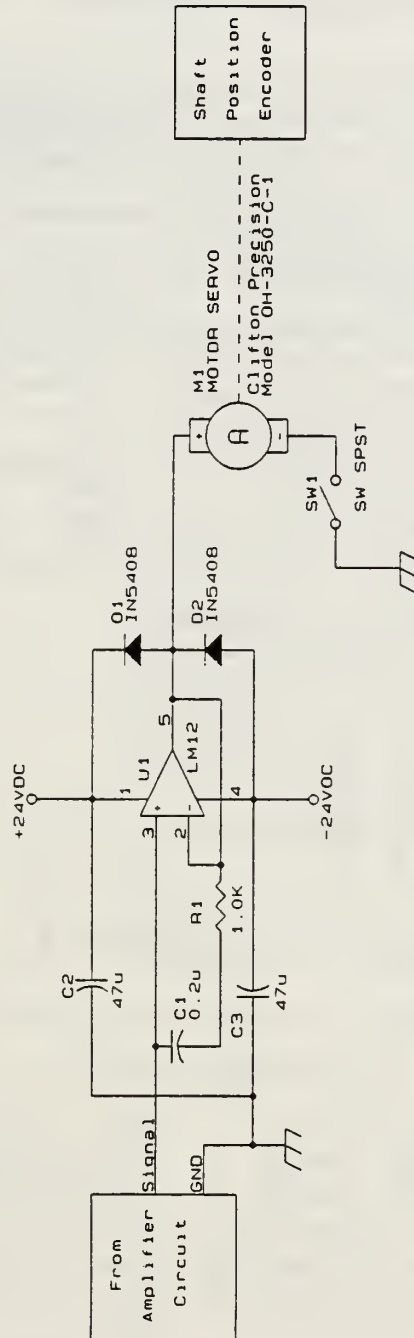 From
Amplifier
Circuit
Signal
GND
C2
47u
C1
0.2u
C3
47u
R1
1.0K
+24VDC
1
U1
3
+
2
-
5
LM12
4
-24VOC
O1
IN5408
D2
IN5408
M1
MOTOR SERVO
Clifton Precision
Model OH-3250-C-1
+
A
-
SW1
SW SPST
Shaft
Position
Encoder